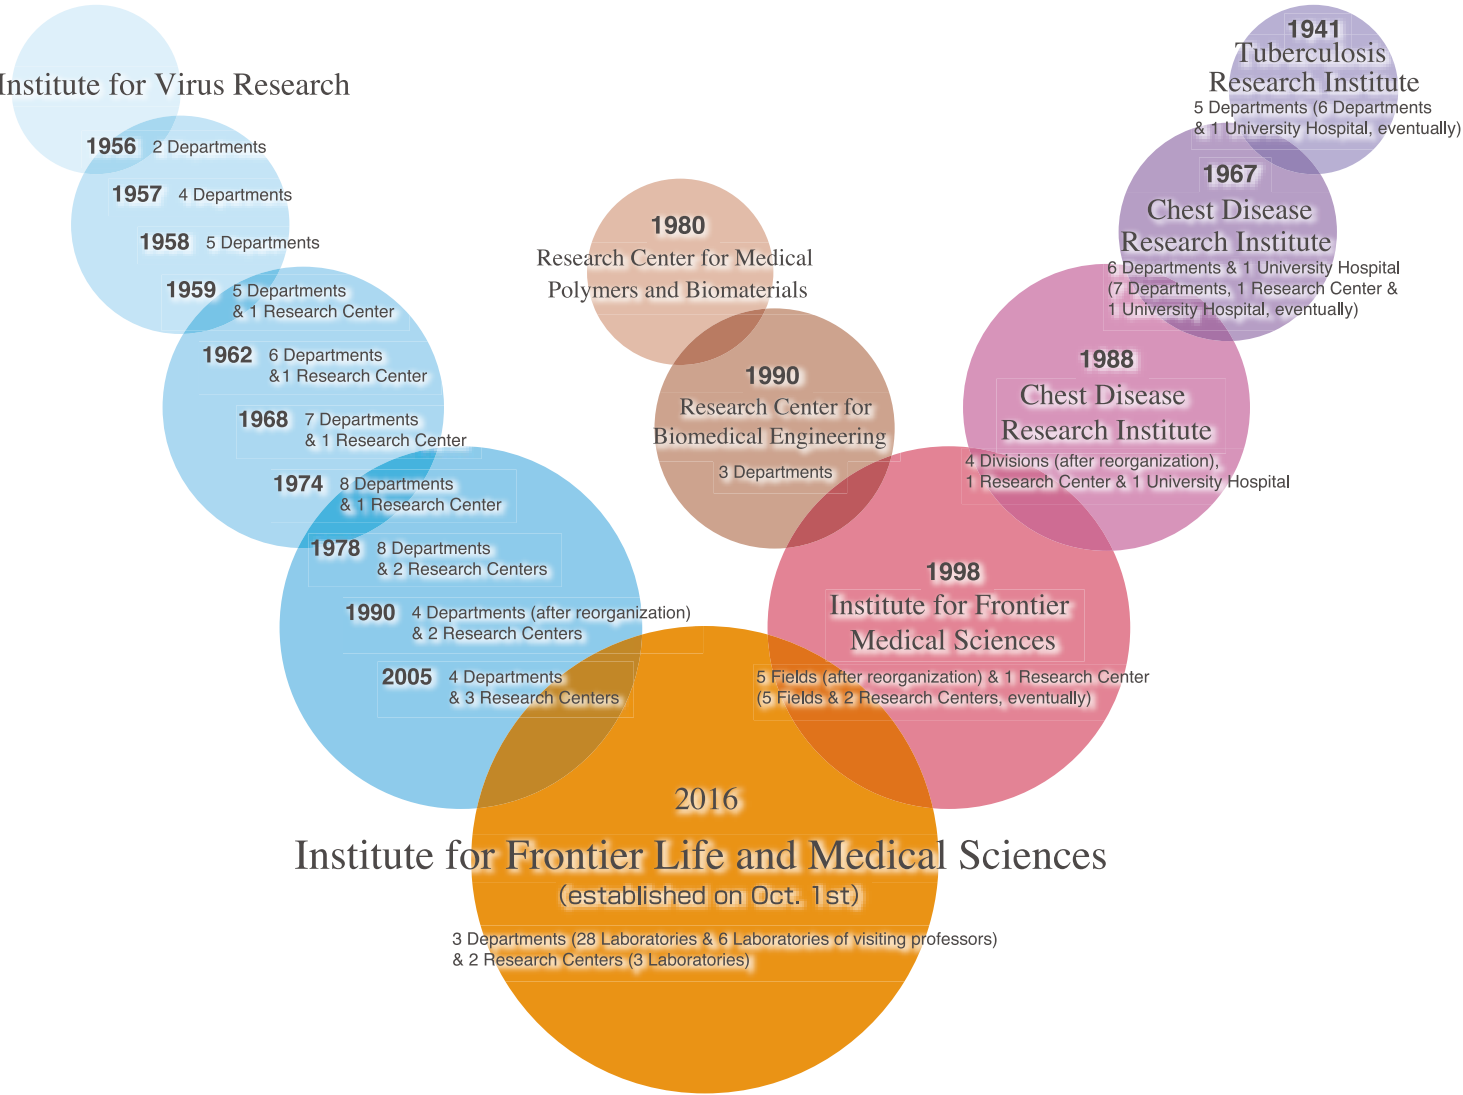 Institute for Virus Research
1956 2 Departments
1957 4 Departments
1958 5 Departments
1959 5 Departments
& 1 Research Center
1962 6 Departments
&1 Research Center
1968 7 Departments
& 1 Research Center
1974 8 Departments
& 1 Research Center
1978 8 Departments
& 2 Research Centers
1990 4 Departments (after reorganization)
& 2 Research Centers
2005 4 Departments
& 3 Research Centers
1980
Research Center for Medical
Polymers and Biomaterials
1990
Research Center for
Biomedical Engineering
3 Departments
1941
Tuberculosis
Research Institute
5 Departments (6 Departments
& 1 University Hospital, eventually)
1967
Chest Disease
Research Institute
6 Departments & 1 University Hospital
(7 Departments, 1 Research Center &
1 University Hospital, eventually)
1988
Chest Disease
Research Institute
4 Divisions (after reorganization),
1 Research Center & 1 University Hospital
1998
Institute for Frontier
Medical Sciences
5 Fields (after reorganization) & 1 Research Center
(5 Fields & 2 Research Centers, eventually)
2016
Institute for Frontier Life and Medical Sciences
(established on Oct. 1st)
3 Departments (28 Laboratories & 6 Laboratories of visiting professors)
& 2 Research Centers (3 Laboratories)